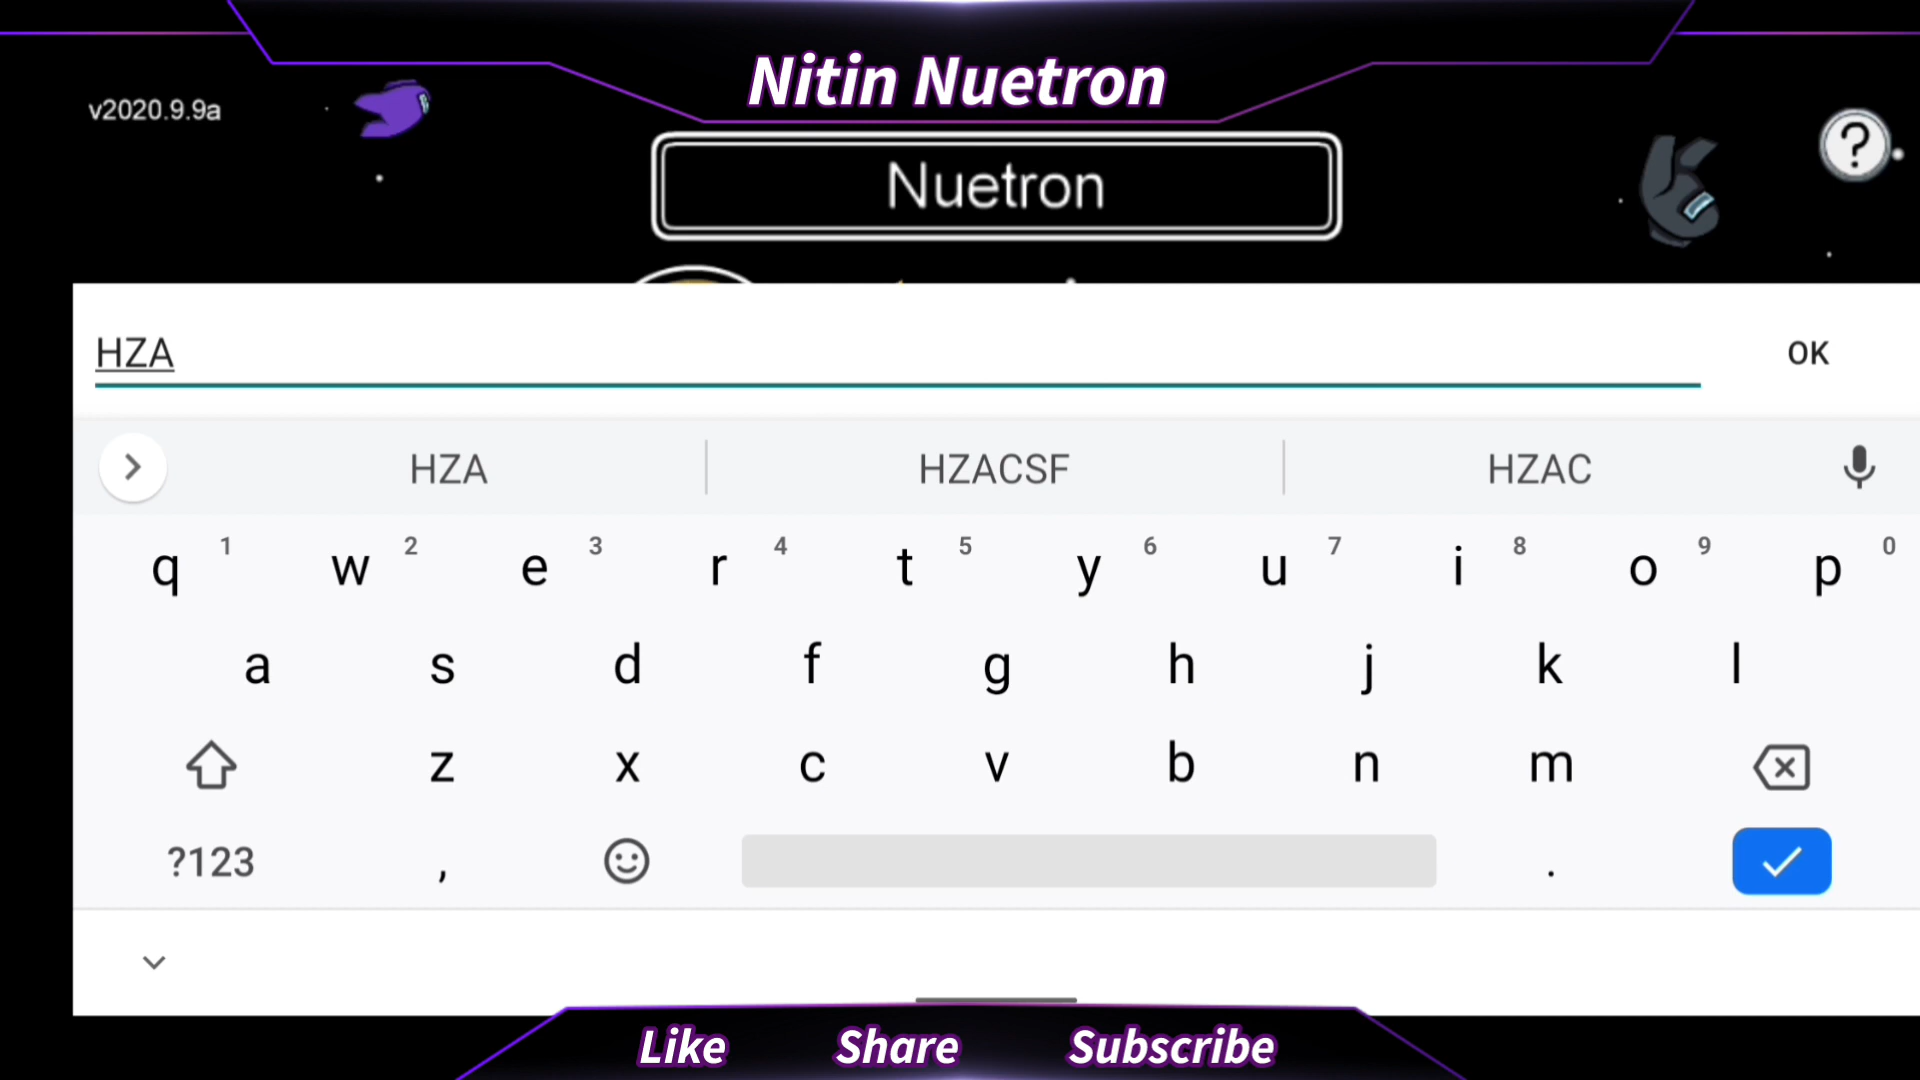 Nitin Nuetron
v2020.9.9a
?
Nuetron
HZA
OK
HZA HZACSF HZAC
q 1 w 2 e 3 r 4 t 5 y 6 u 7 i 8 o 9 p 0
a s d f g h j k l
z x c v b n m
?123 , .
Like Share Subscribe